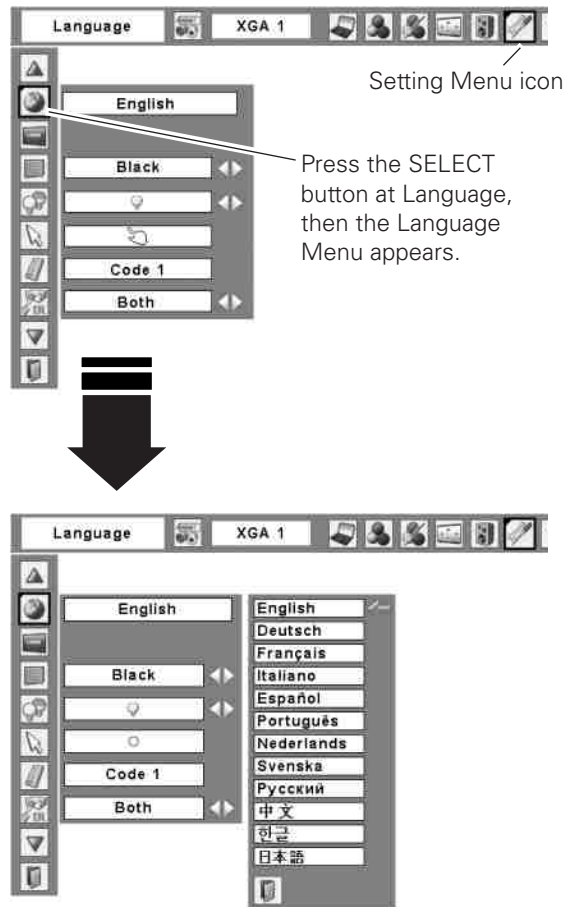 Language XGA 1
Setting Menu icon
English
Press the SELECT
button at Language,
then the Language
Menu appears.
Black
Code 1
Both
Language XGA 1
English
Black
Code 1
Both
English
Deutsch
Français
Italiano
Español
Português
Nederlands
Svenska
Русский
中文
한글
日本語